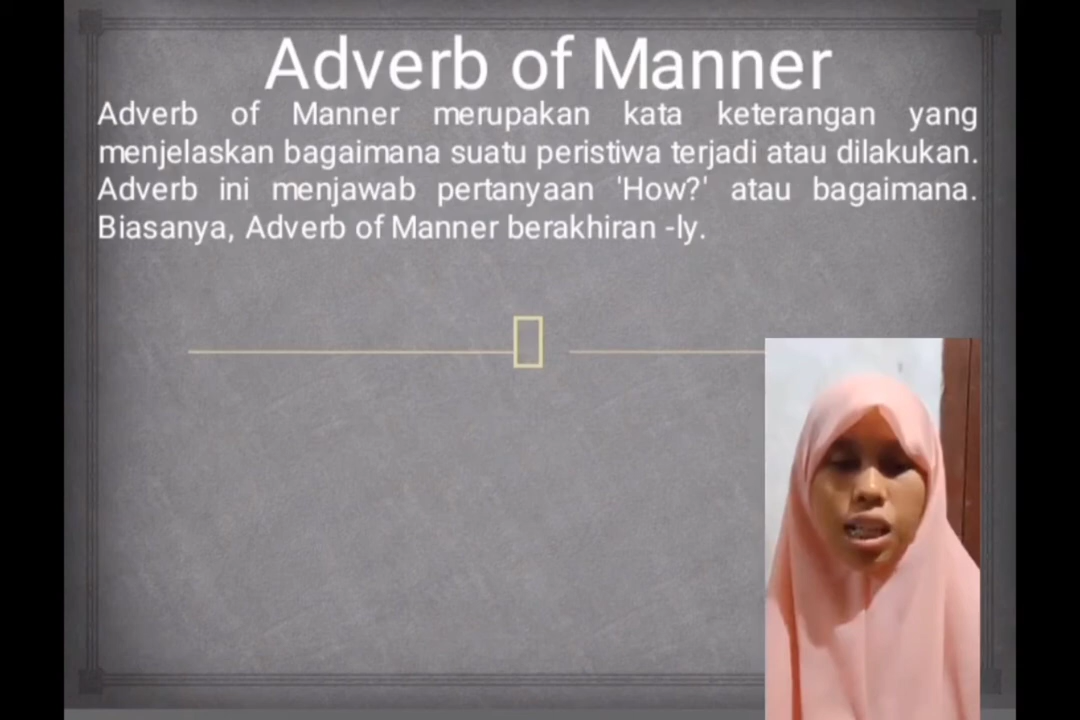 Adverb of Manner
Adverb of Manner merupakan kata keterangan yang
menjelaskan bagaimana suatu peristiwa terjadi atau dilakukan.
Adverb ini menjawab pertanyaan 'How?' atau bagaimana.
Biasanya, Adverb of Manner berakhiran -ly.